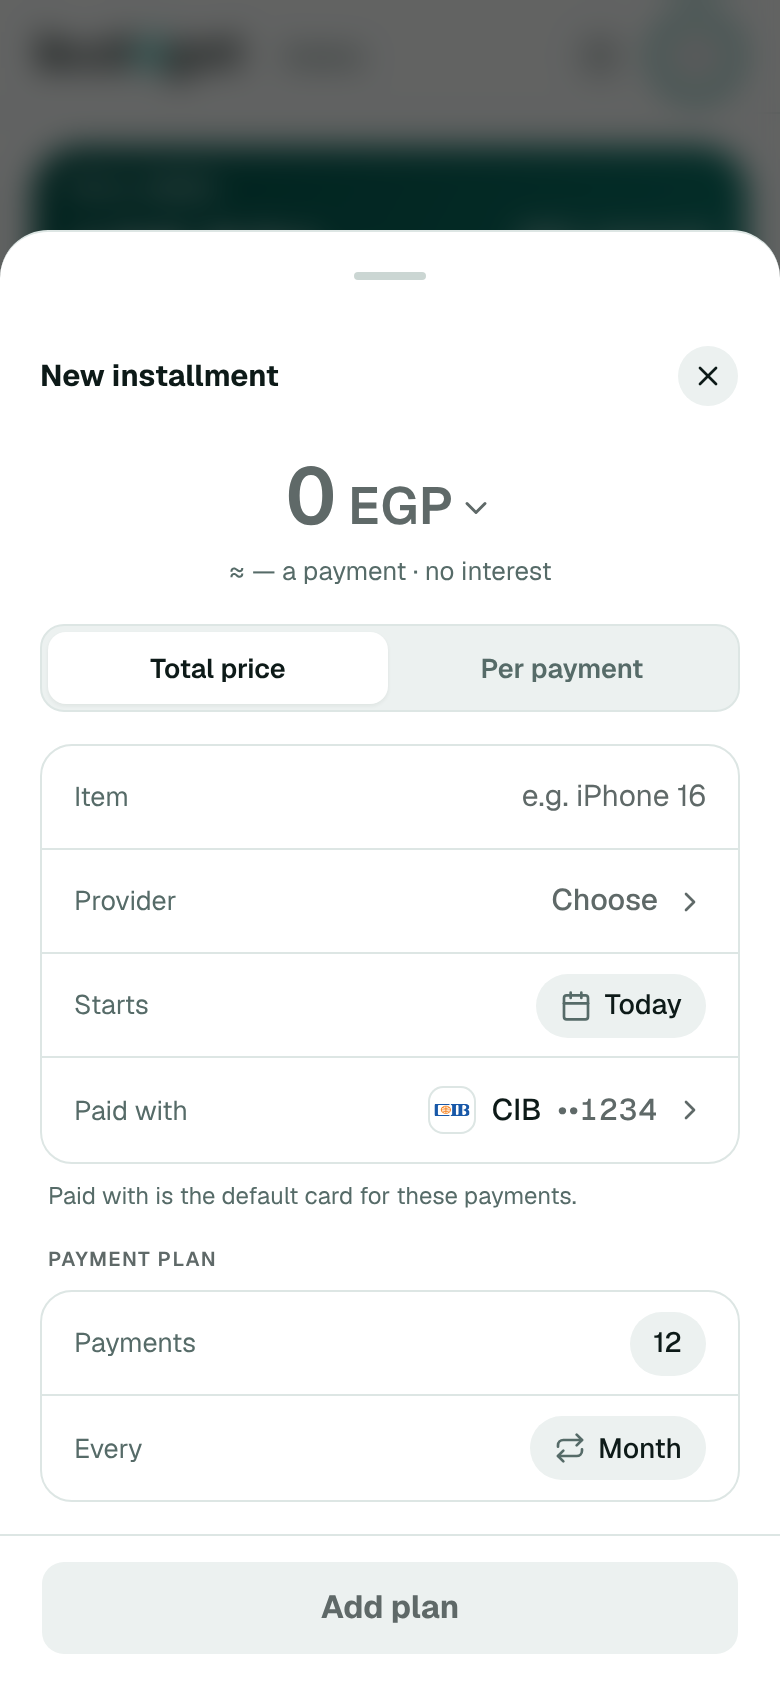 New installment
0 EGP
≈ — a payment · no interest
Total price
Per payment
Item
e.g. iPhone 16
Provider
Choose
Starts
Today
Paid with
CIB
CIB ••1234
Paid with is the default card for these payments.
PAYMENT PLAN
Payments
12
Every
Month
Add plan